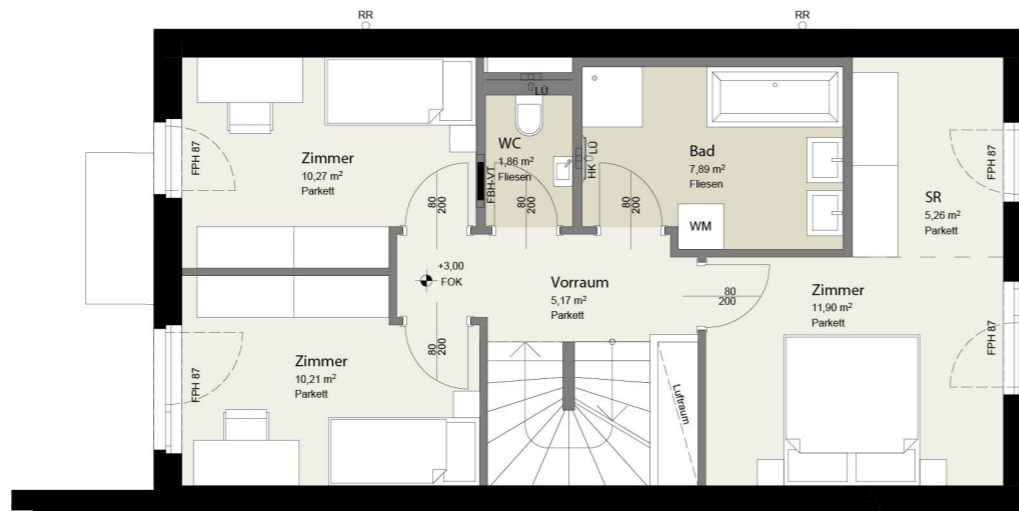 RR
RR
LÜ
WC
1,86 m²
Fliesen
Zimmer
10,27 m²
Parkett
FPH 87
FBH-VT
HK
LÜ
Bad
7,89 m²
Fliesen
FPH 87
SR
5,26 m²
Parkett
80
200
80
200
80
200
WM
+3,00
FOK
Vorraum
5,17 m²
Parkett
80
200
Zimmer
11,90 m²
Parkett
Zimmer
10,21 m²
Parkett
FPH 87
80
200
Luftraum
FPH 87